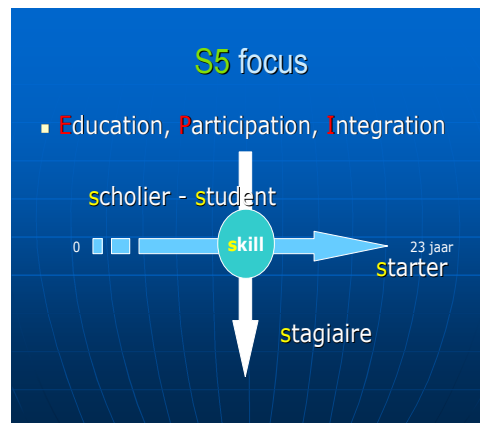 S5 focus
Education, Participation, Integration
scholier - student
0 skill 23 jaar
starter
stagiaire